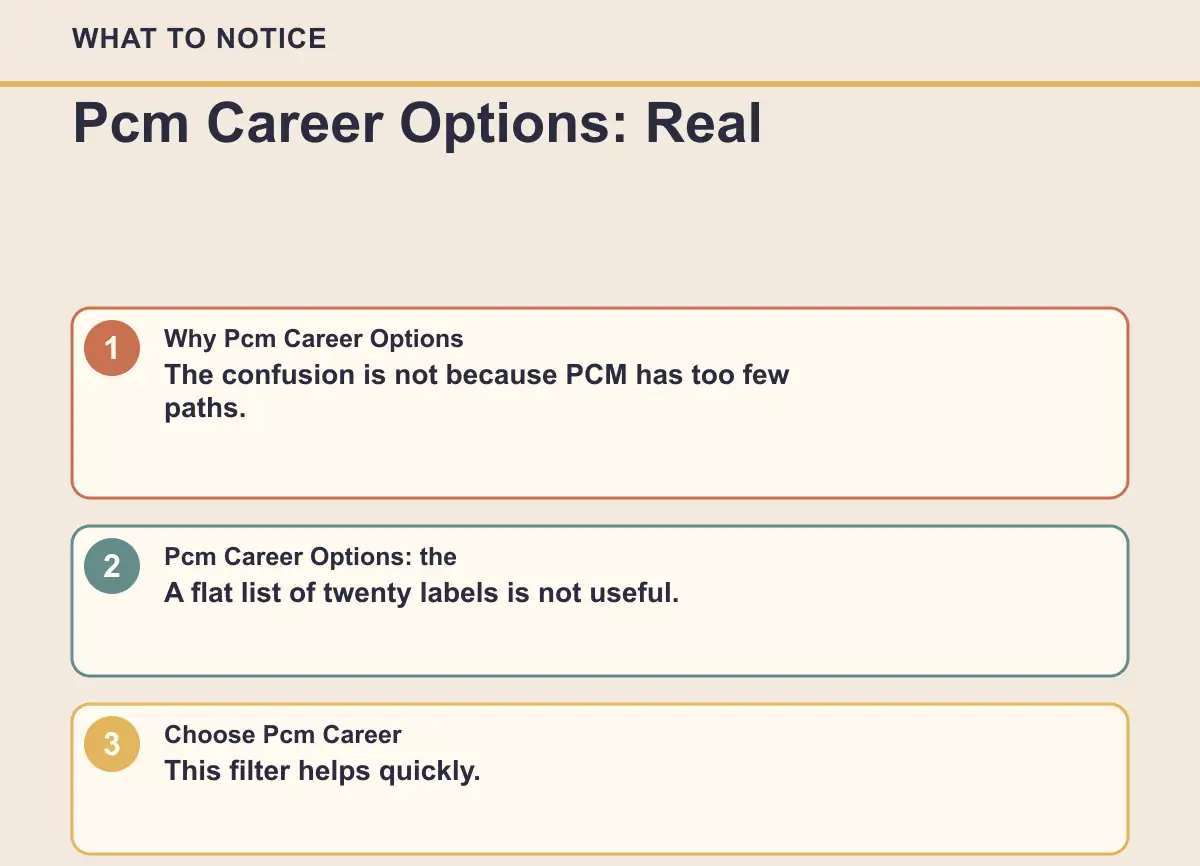 WHAT TO NOTICE
Pcm Career Options: Real
1
Why Pcm Career Options
The confusion is not because PCM has too few
paths.
2
Pcm Career Options: the
A flat list of twenty labels is not useful.
3
Choose Pcm Career
This filter helps quickly.